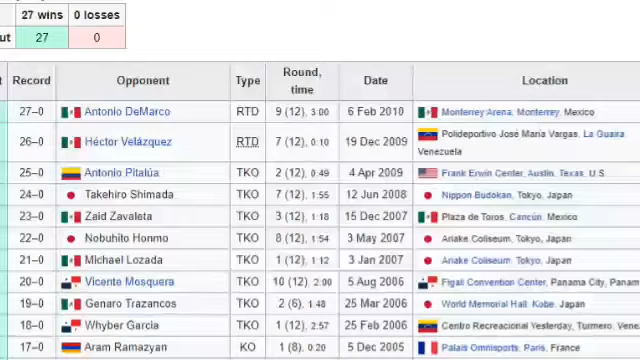 27 wins 0 losses
ut 27 0
t Record Opponent Type Round, time Date Location
27–0 Antonio DeMarco RTD 9 (12), 3:00 6 Feb 2010 Monterrey Arena, Monterrey, Mexico
26–0 Héctor Velázquez RTD 7 (12), 0:10 19 Dec 2009 Polideportivo José María Vargas, La Guaira
Venezuela
25–0 Antonio Pitalúa TKO 2 (12), 0:49 4 Apr 2009 Frank Erwin Center, Austin, Texas, U.S.
24–0 Takehiro Shimada TKO 7 (12), 1:55 12 Jun 2008 Nippon Budokan, Tokyo, Japan
23–0 Zaid Zavaleta TKO 3 (12), 1:18 15 Dec 2007 Plaza de Toros, Cancún, Mexico
22–0 Nobuhito Honmo TKO 8 (12), 1:54 3 May 2007 Ariake Coliseum, Tokyo, Japan
21–0 Michael Lozada TKO 1 (12), 1:12 3 Jan 2007 Ariake Coliseum, Tokyo, Japan
20–0 Vicente Mosquera TKO 10 (12), 2:00 5 Aug 2006 Figali Convention Center, Panama City, Panam
19–0 Genaro Trazancos TKO 2 (6), 1:48 25 Mar 2006 World Memorial Hall, Kobe, Japan
18–0 Whyber Garcia TKO 1 (12), 2:57 25 Feb 2006 Centro Recreacional Yesterday, Turmero, Vene
17–0 Aram Ramazyan KO 1 (8), 0:20 5 Dec 2005 Palais Omnisports, Paris, France